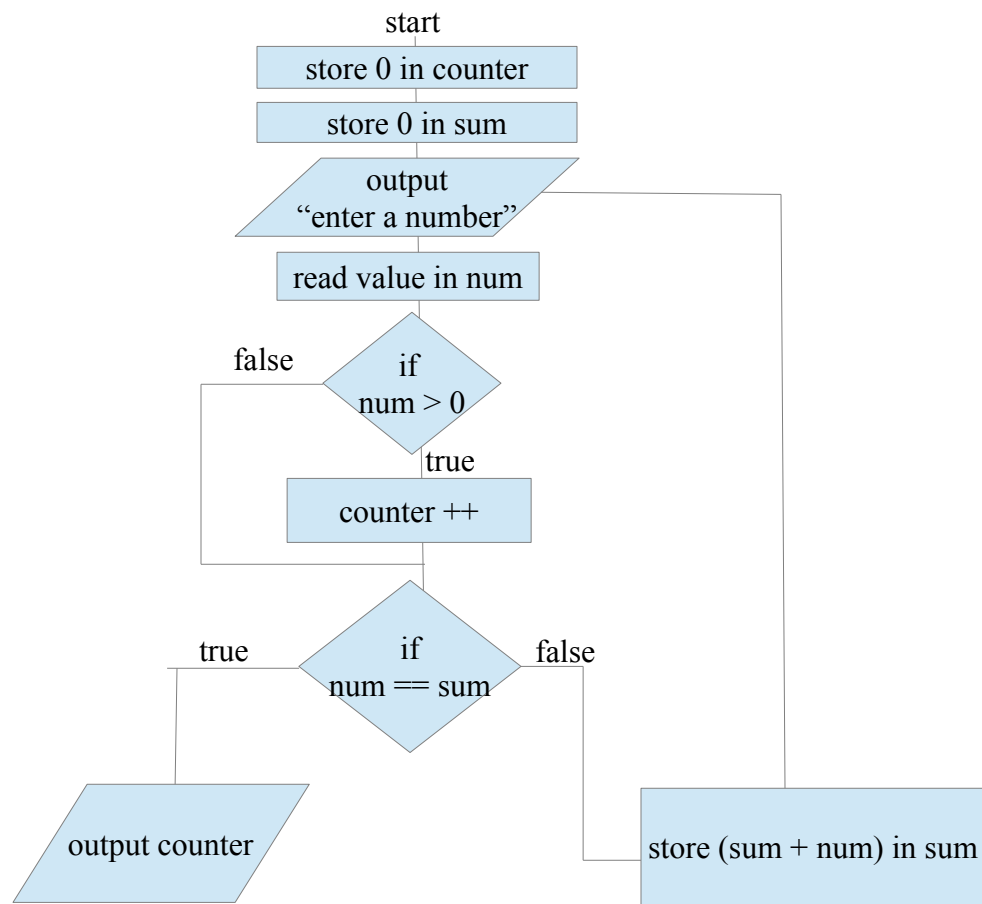 start
store 0 in counter
store 0 in sum
output
“enter a number”
read value in num
false
if
num > 0
true
counter ++
true
if
num == sum
false
output counter
store (sum + num) in sum